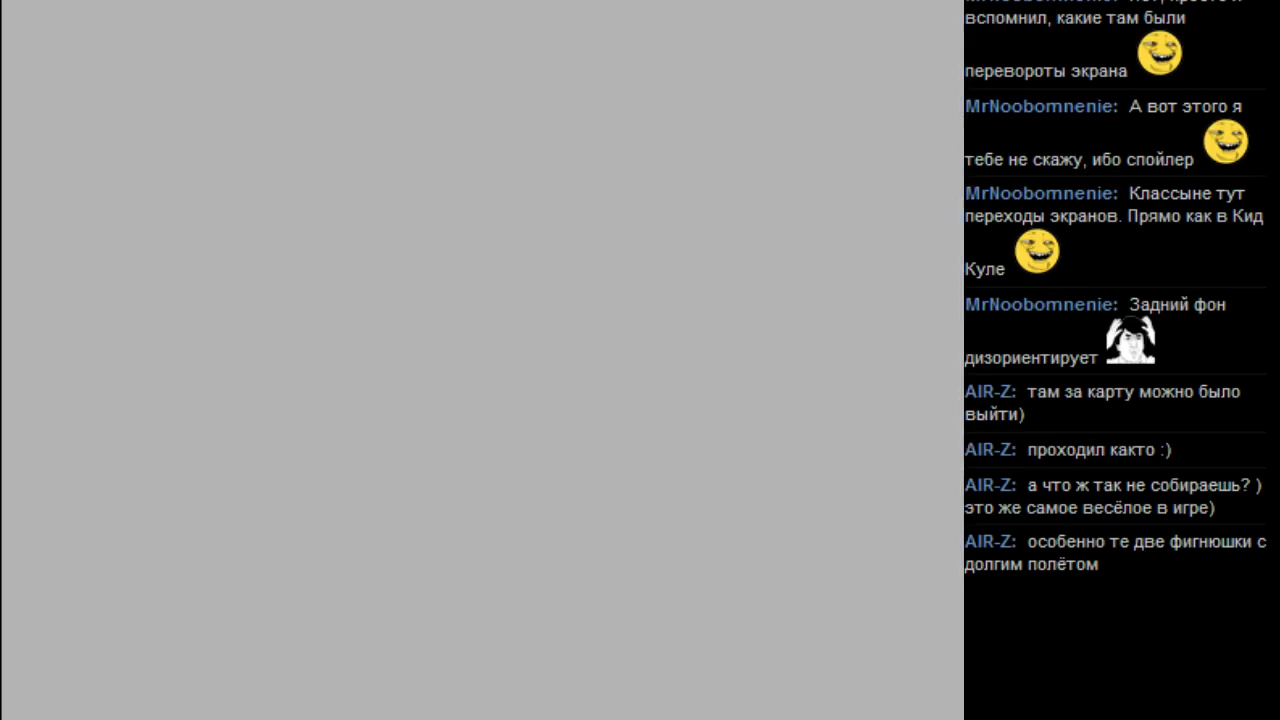 вспомнил, какие там были
перевороты экрана
MrNoobomnenie: А вот этого я
тебе не скажу, ибо спойлер
MrNoobomnenie: Классыне тут
переходы экранов. Прямо как в Кид
Куле
MrNoobomnenie: Задний фон
дизориентирует
AIR-Z: там за карту можно было
выйти)
AIR-Z: проходил както :)
AIR-Z: а что ж так не собираешь? )
это же самое весёлое в игре)
AIR-Z: особенно те две фигнюшки с
долгим полётом